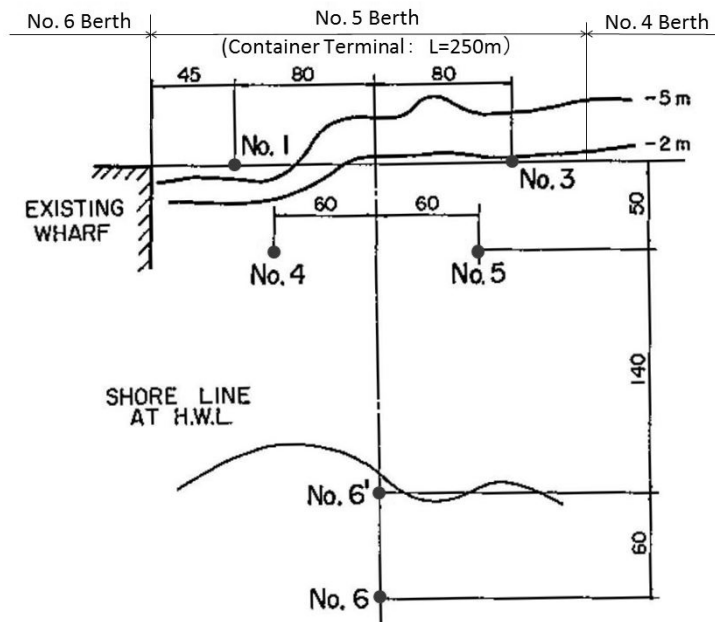 No. 6 Berth
No. 5 Berth
No. 4 Berth
(Container Terminal: L=250m)
45
80
80
-5 m
No. 1
-2 m
No. 3
EXISTING
WHARF
60
60
50
No. 4
No. 5
140
SHORE LINE
AT H.W.L.
No. 6'
60
No. 6